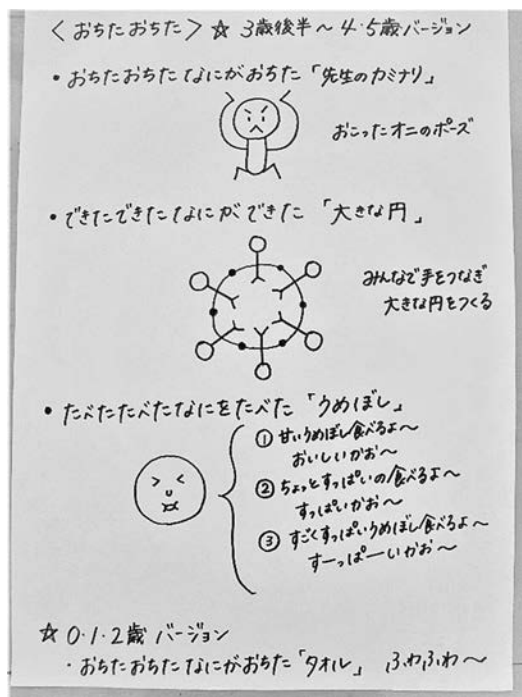 〈おちたおちた〉☆ 3歳後半～4・5歳バージョン
・おちたおちたなにがおちた「先生のカミナリ」
おこったオニのポーズ
・できたできたなにができた「大きな円」
みんなで手をつなぎ
大きな円をつくる
・たべたたべたなにをたべた「うめぼし」
① 甘いうめぼし食べるよ～
おいしいかお～
② ちょっとすっぱいの食べるよ～
すっぱいかお～
③ すごくすっぱいうめぼし食べるよ～
すーっぱーいかお～
☆ 0・1・2歳 バージョン
・おちたおちたなにがおちた「タオル」 ふわふわ～